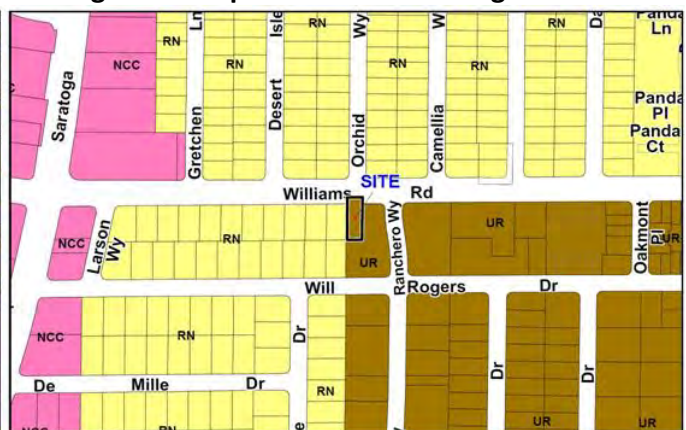 RN
NCC
Saratoga
Ln
RN
Gretchen
Isle
Desert
RN
Wy
Orchid
RN
W
Camellia
RN
RN
Da
Panda
Ln
Panda
Pl
Panda
Ct
SITE
Williams Rd
NCC
Larson
Wy
RN
UR
Ranchero Wy
UR
Oakmont
Pl
UR
Will Rogers Dr
NCC
RN
Dr
Dr
Dr
De Mille Dr
RN
UR
UR